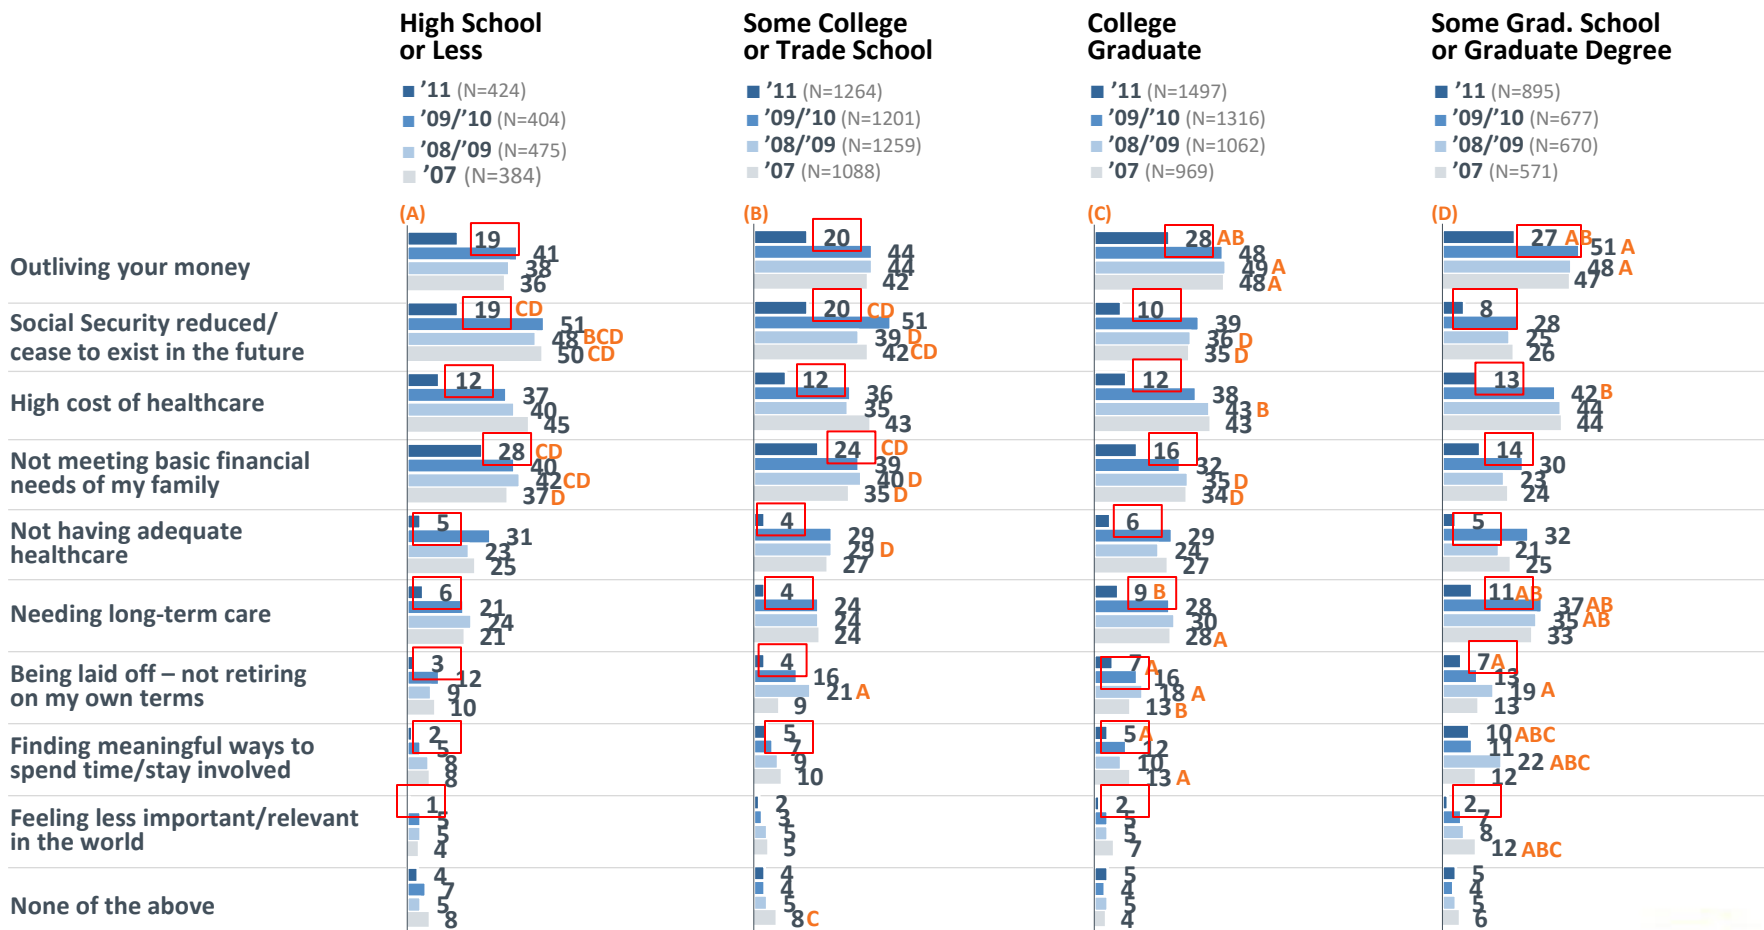 High School
or Less
Some College
or Trade School
College
Graduate
Some Grad. School
or Graduate Degree
’11 (N=424)
’09/’10 (N=404)
’08/’09 (N=475)
’07 (N=384)
’11 (N=1264)
’09/’10 (N=1201)
’08/’09 (N=1259)
’07 (N=1088)
’11 (N=1497)
’09/’10 (N=1316)
’08/’09 (N=1062)
’07 (N=969)
’11 (N=895)
’09/’10 (N=677)
’08/’09 (N=670)
’07 (N=571)
(A)
(B)
(C)
(D)
Outliving your money
19
41
38
36
20
44
44
42
28 AB
48
49 A
48 A
27 AB
51 A
48 A
47
Social Security reduced/
cease to exist in the future
19 CD
51
48 BCD
50 CD
20 CD
51
39 D
42 CD
10
39
36 D
35 D
8
28
25
26
High cost of healthcare
12
37
40
45
12
36
35
43
12
38
43 B
43
13
42 B
44
44
Not meeting basic financial
needs of my family
28 CD
40
42 CD
37 D
24 CD
39
40 D
35 D
16
32
35 D
34 D
14
30
23
24
Not having adequate
healthcare
5
31
23
25
4
29
29 D
27
6
29
24
27
5
32
21
25
Needing long-term care
6
21
24
21
4
24
24
24
9 B
28
30
28 A
11 AB
37 AB
35 AB
33
Being laid off – not retiring
on my own terms
3
12
9
10
4
16
21 A
9
7 A
16
18 A
13 B
7 A
13
19 A
13
Finding meaningful ways to
spend time/stay involved
2
5
8
8
5
7
9
10
5 A
12
10
13 A
10 ABC
11
22 ABC
12
Feeling less important/relevant
in the world
1
5
5
4
2
3
5
5
2
5
5
7
2
7
8
12 ABC
None of the above
4
7
5
8
4
4
5
8 C
5
4
5
4
5
4
5
6